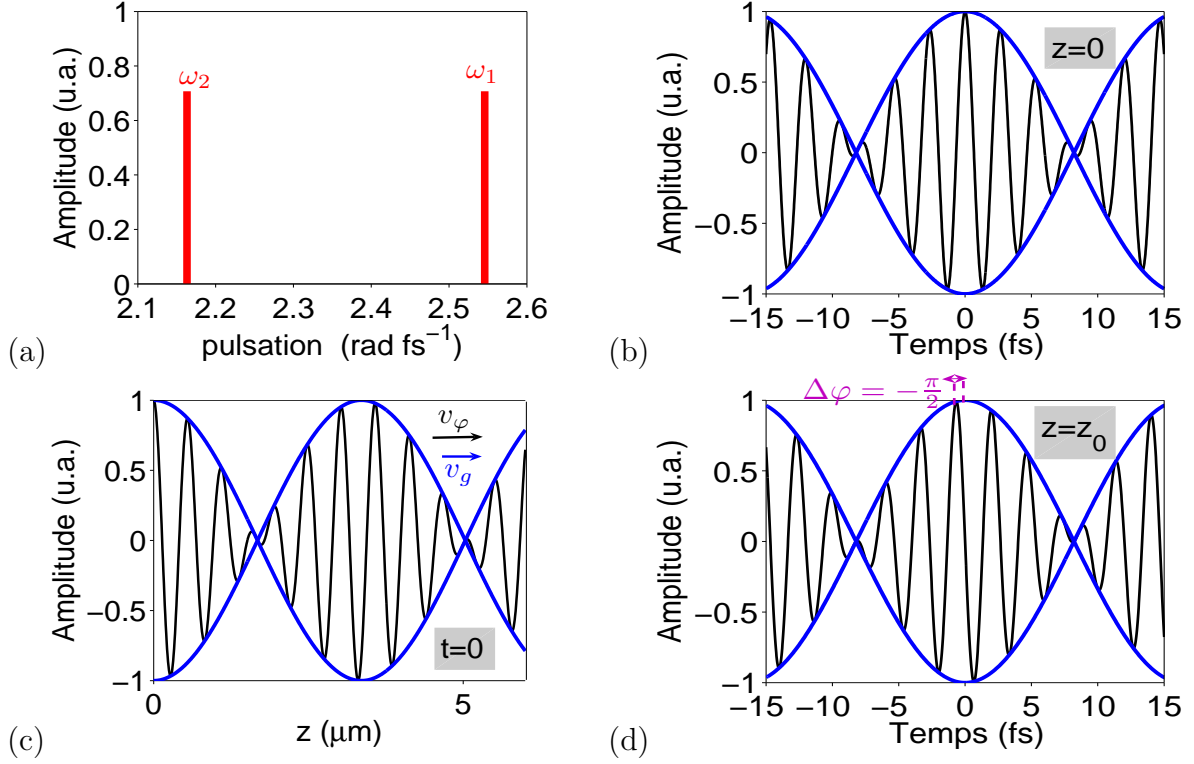 1
0.8
0.6
0.4
0.2
0
2.1 2.2 2.3 2.4 2.5 2.6
Amplitude (u.a.)
pulsation (rad fs⁻¹)
ω₂
ω₁
(a)
1
0.5
0
−0.5
−1
−15 −10 −5 0 5 10 15
Amplitude (u.a.)
Temps (fs)
z=0
(b)
1
0.5
0
−0.5
−1
0 5
Amplitude (u.a.)
z (μm)
v_φ
v_g
t=0
(c)
Δφ = −π/2
1
0.5
0
−0.5
−1
−15 −10 −5 0 5 10 15
Amplitude (u.a.)
Temps (fs)
z=z₀
(d)